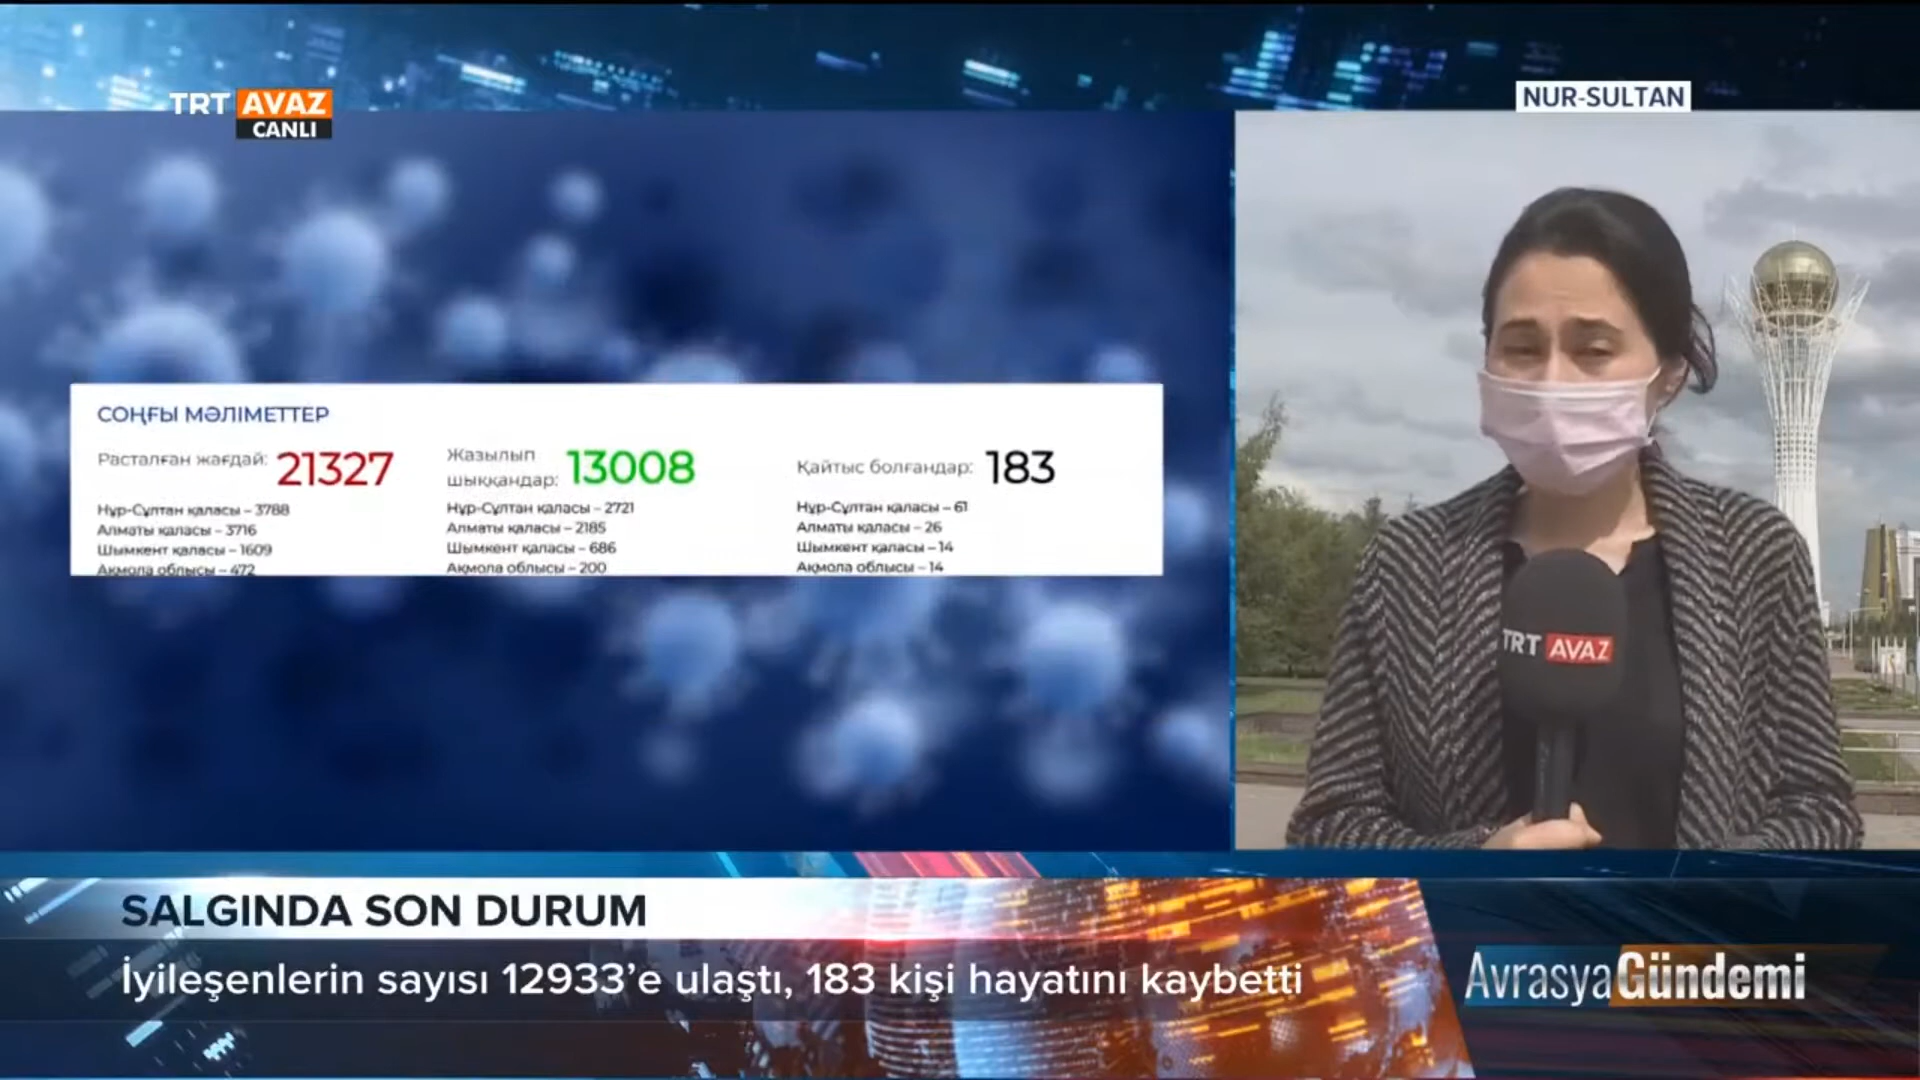 TRT AVAZ
CANLI
NUR-SULTAN
СОҢҒЫ МӘЛІМЕТТЕР
Расталған жағдай: 21327
Нұр-Сұлтан қаласы – 3788
Алматы қаласы – 3716
Шымкент қаласы – 1609
Ақмола облысы – 472
Жазылып
шыққандар: 13008
Нұр-Сұлтан қаласы – 2721
Алматы қаласы – 2185
Шымкент қаласы – 686
Ақмола облысы – 200
Қайтыс болғандар: 183
Нұр-Сұлтан қаласы – 61
Алматы қаласы – 26
Шымкент қаласы – 14
Ақмола облысы – 14
TRT AVAZ
SALGINDA SON DURUM
İyileşenlerin sayısı 12933’e ulaştı, 183 kişi hayatını kaybetti
AvrasyaGündemi